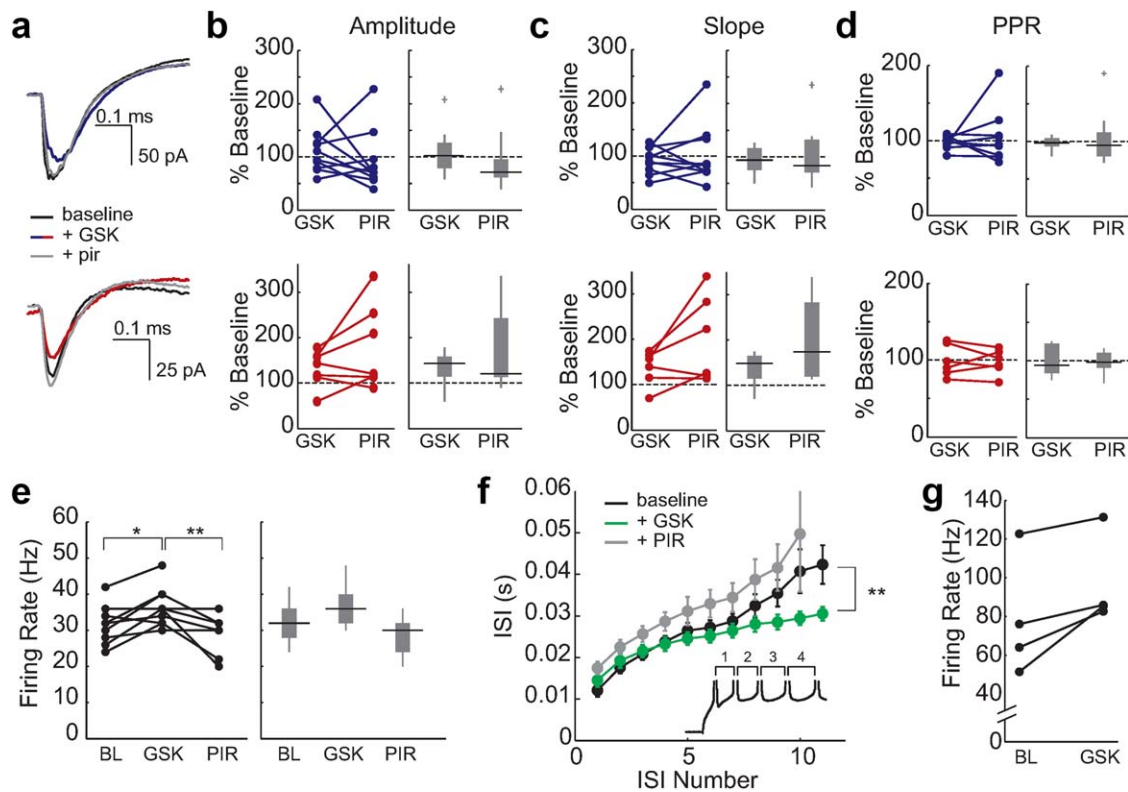 a
b
Amplitude
c
Slope
d
PPR
0.1 ms
50 pA
baseline
+ GSK
+ pir
0.1 ms
25 pA
% Baseline
300
200
100
0
GSK PIR GSK PIR
% Baseline
300
200
100
0
GSK PIR GSK PIR
% Baseline
200
100
0
GSK PIR GSK PIR
% Baseline
300
200
100
0
GSK PIR GSK PIR
% Baseline
300
200
100
0
GSK PIR GSK PIR
% Baseline
200
100
0
GSK PIR GSK PIR
e
Firing Rate (Hz)
60
50
40
30
20
10
0
* **
BL GSK PIR BL GSK PIR
f
ISI (s)
0.06
0.05
0.04
0.03
0.02
0.01
0
baseline
+ GSK
+ PIR
**
1 2 3 4
0 5 10
ISI Number
g
Firing Rate (Hz)
140
120
100
80
60
40
0
BL GSK